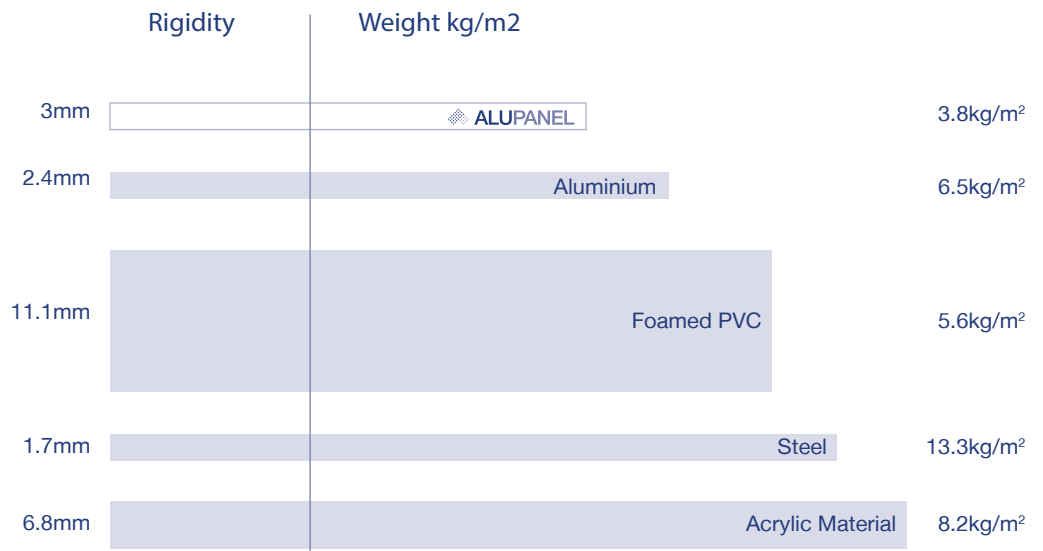 Rigidity Weight kg/m2
3mm ALUPANEL 3.8kg/m²
2.4mm Aluminium 6.5kg/m²
11.1mm Foamed PVC 5.6kg/m²
1.7mm Steel 13.3kg/m²
6.8mm Acrylic Material 8.2kg/m²